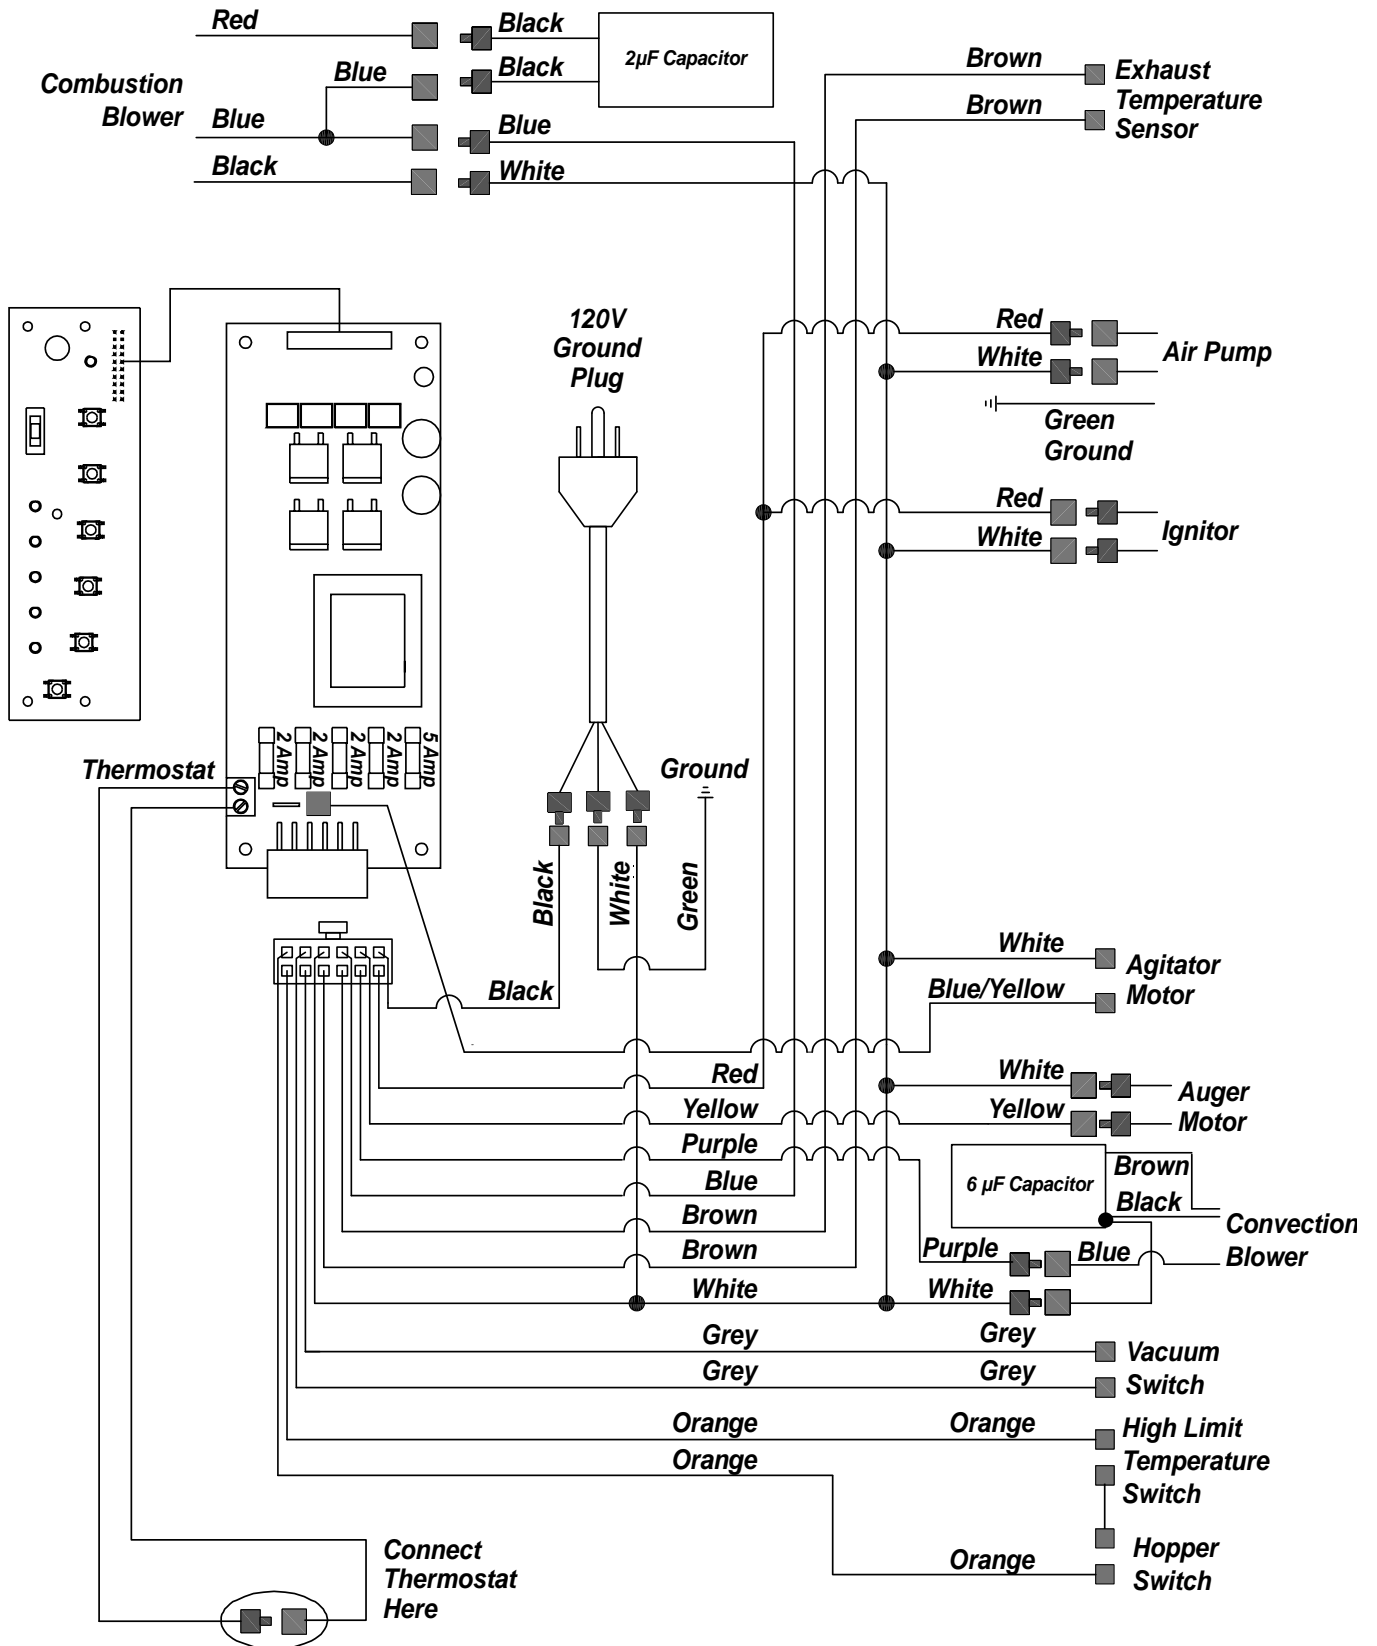 Red
Black
2µF Capacitor
Blue
Black
Combustion
Blower
Blue
Blue
Black
White
Brown
Exhaust
Temperature
Sensor
Brown
120V
Ground
Plug
Red
White
Air Pump
Green
Ground
Red
White
Ignitor
2 Amp
2 Amp
2 Amp
2 Amp
5 Amp
Thermostat
Ground
Black
White
Green
Black
White
Agitator
Motor
Blue/Yellow
Red
White
Auger
Motor
Yellow
Yellow
Purple
6 µF Capacitor
Brown
Black
Convection
Blower
Blue
Brown
Purple
Blue
Brown
White
White
Grey
Grey
Vacuum
Switch
Grey
Grey
Orange
Orange
High Limit
Temperature
Switch
Orange
Orange
Hopper
Switch
Connect
Thermostat
Here